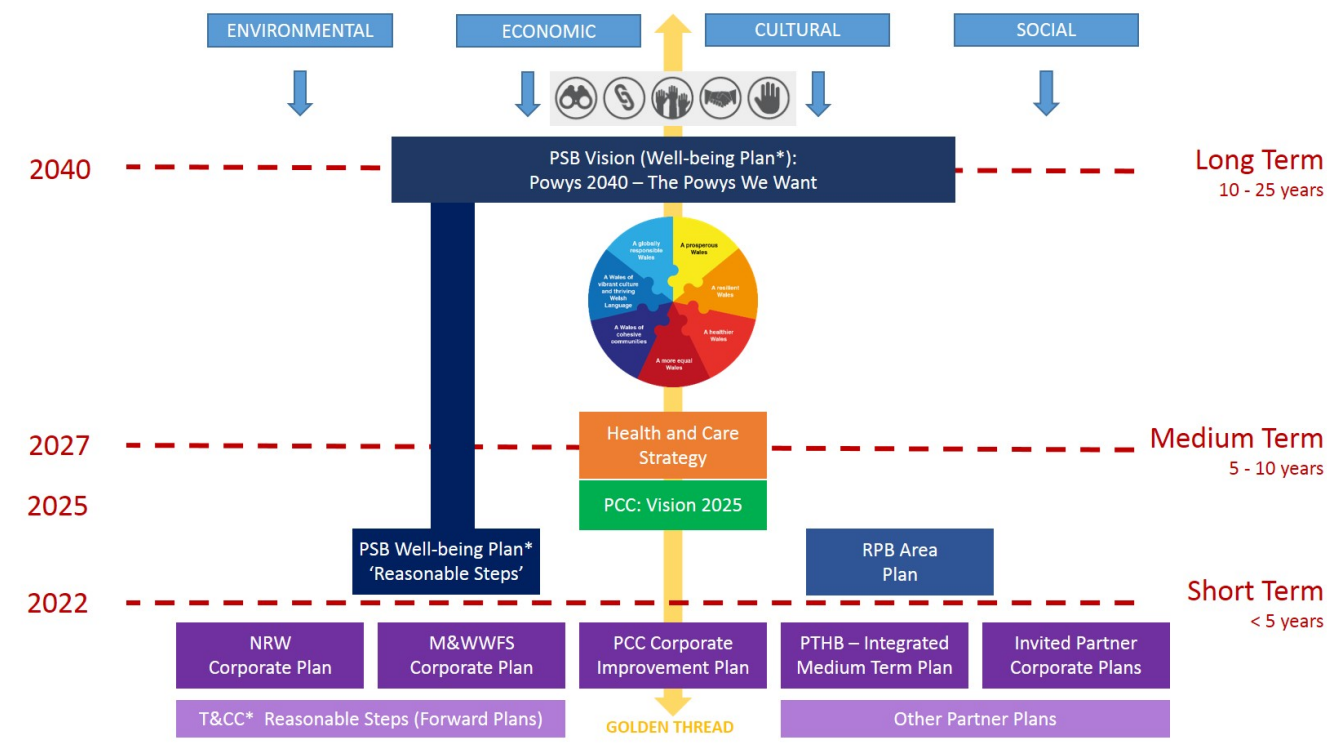 ENVIRONMENTAL
ECONOMIC
CULTURAL
SOCIAL
2040
PSB Vision (Well-being Plan*):
Powys 2040 – The Powys We Want
Long Term
10 - 25 years
A globally
responsible
Wales
A prosperous
Wales
A Wales of
vibrant culture
and thriving
Welsh
Language
A resilient
Wales
A Wales of
cohesive
communities
A healthier
Wales
A more equal
Wales
2027
Health and Care
Strategy
Medium Term
5 - 10 years
2025
PCC: Vision 2025
PSB Well-being Plan*
‘Reasonable Steps’
RPB Area
Plan
2022
Short Term
< 5 years
NRW
Corporate Plan
M&WWFS
Corporate Plan
PCC Corporate
Improvement Plan
PTHB – Integrated
Medium Term Plan
Invited Partner
Corporate Plans
T&CC* Reasonable Steps (Forward Plans)
GOLDEN THREAD
Other Partner Plans